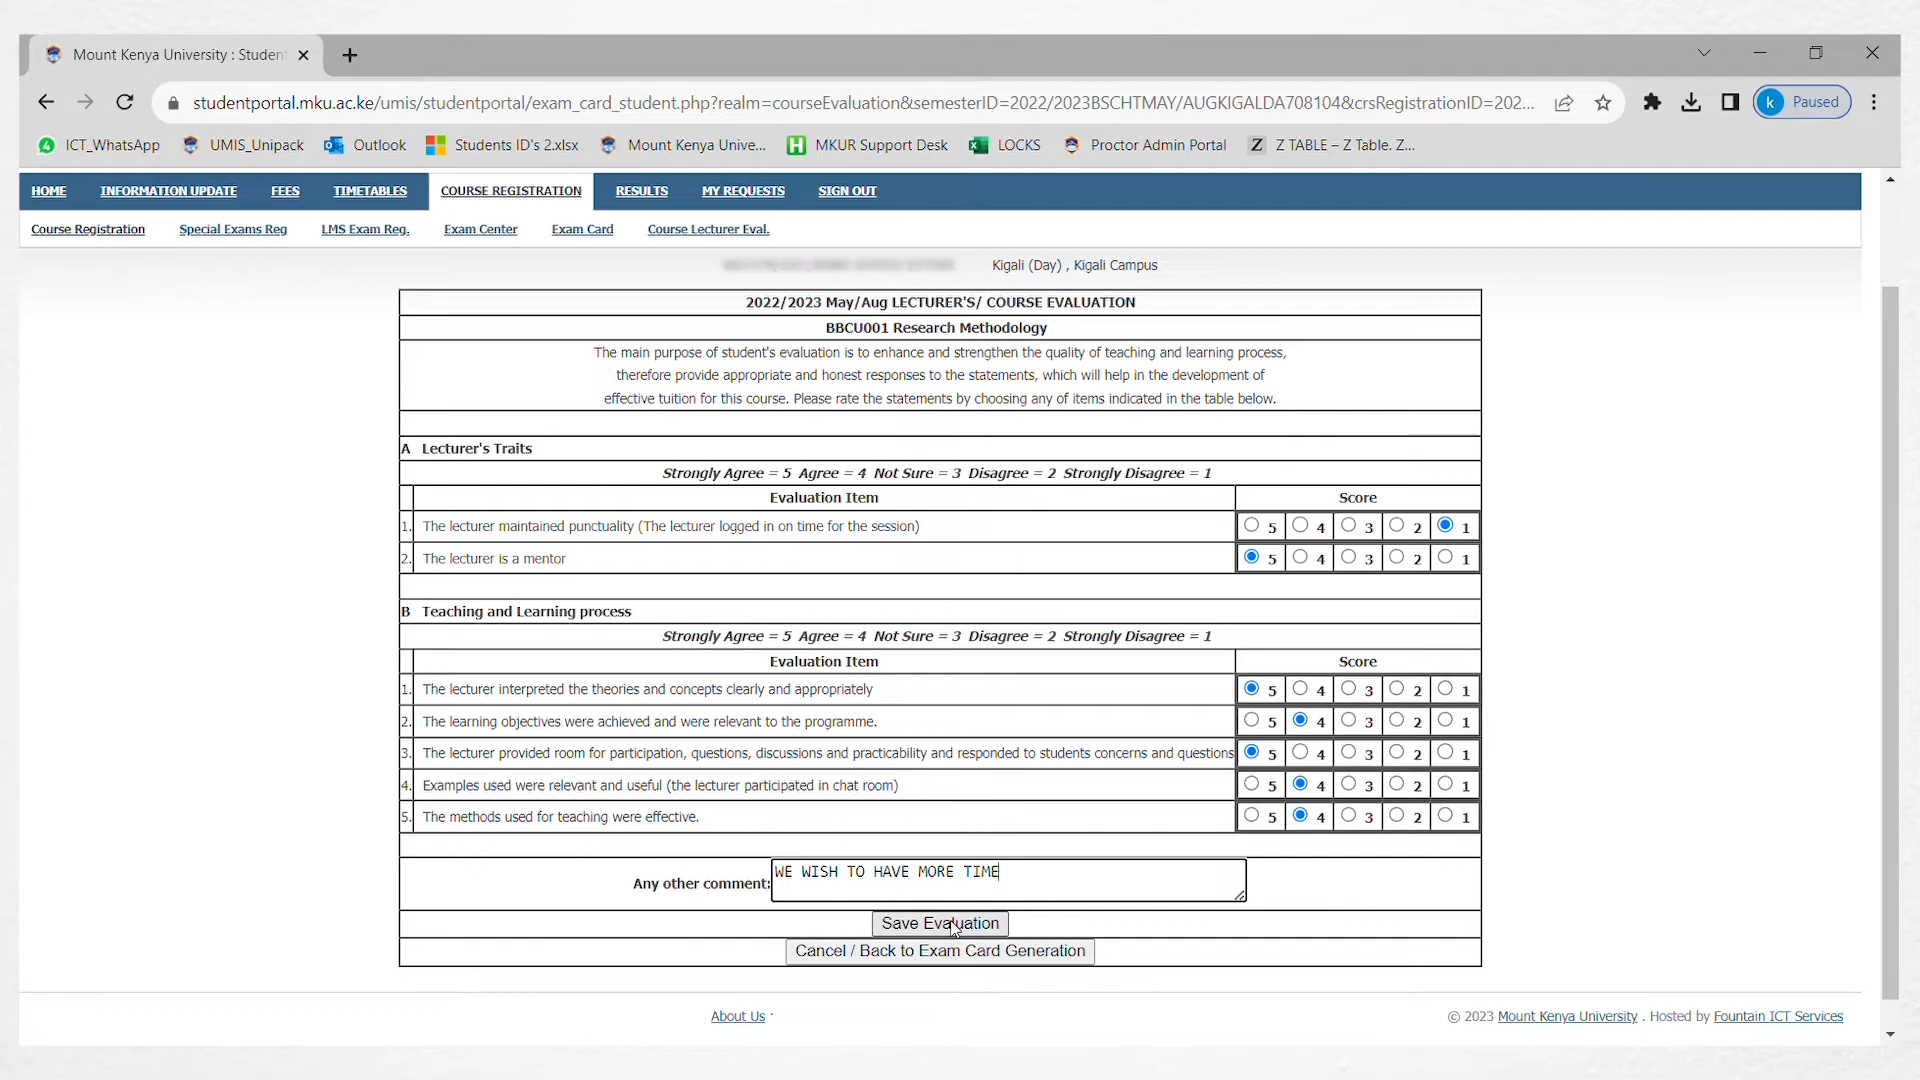 Mount Kenya University : Student
studentportal.mku.ac.ke/umis/studentportal/exam_card_student.php?realm=courseEvaluation&semesterID=2022/2023BSCHTMAY/AUGKIGALDA708104&crsRegistrationID=202...
k Paused
ICT_WhatsApp UMIS_Unipack Outlook Students ID's 2.xlsx Mount Kenya Unive... MKUR Support Desk LOCKS Proctor Admin Portal Z TABLE – Z Table. Z...
HOME INFORMATION UPDATE FEES TIMETABLES COURSE REGISTRATION RESULTS MY REQUESTS SIGN OUT
Course Registration Special Exams Reg LMS Exam Reg. Exam Center Exam Card Course Lecturer Eval.
Kigali (Day) , Kigali Campus
2022/2023 May/Aug LECTURER'S/ COURSE EVALUATION
BBCU001 Research Methodology
The main purpose of student's evaluation is to enhance and strengthen the quality of teaching and learning process,
therefore provide appropriate and honest responses to the statements, which will help in the development of
effective tuition for this course. Please rate the statements by choosing any of items indicated in the table below.
A Lecturer's Traits
Strongly Agree = 5 Agree = 4 Not Sure = 3 Disagree = 2 Strongly Disagree = 1
Evaluation Item Score
1. The lecturer maintained punctuality (The lecturer logged in on time for the session) 5 4 3 2 1
2. The lecturer is a mentor 5 4 3 2 1
B Teaching and Learning process
Strongly Agree = 5 Agree = 4 Not Sure = 3 Disagree = 2 Strongly Disagree = 1
Evaluation Item Score
1. The lecturer interpreted the theories and concepts clearly and appropriately 5 4 3 2 1
2. The learning objectives were achieved and were relevant to the programme. 5 4 3 2 1
3. The lecturer provided room for participation, questions, discussions and practicability and responded to students concerns and questions 5 4 3 2 1
4. Examples used were relevant and useful (the lecturer participated in chat room) 5 4 3 2 1
5. The methods used for teaching were effective. 5 4 3 2 1
Any other comment: WE WISH TO HAVE MORE TIME
Save Evaluation
Cancel / Back to Exam Card Generation
About Us · © 2023 Mount Kenya University . Hosted by Fountain ICT Services